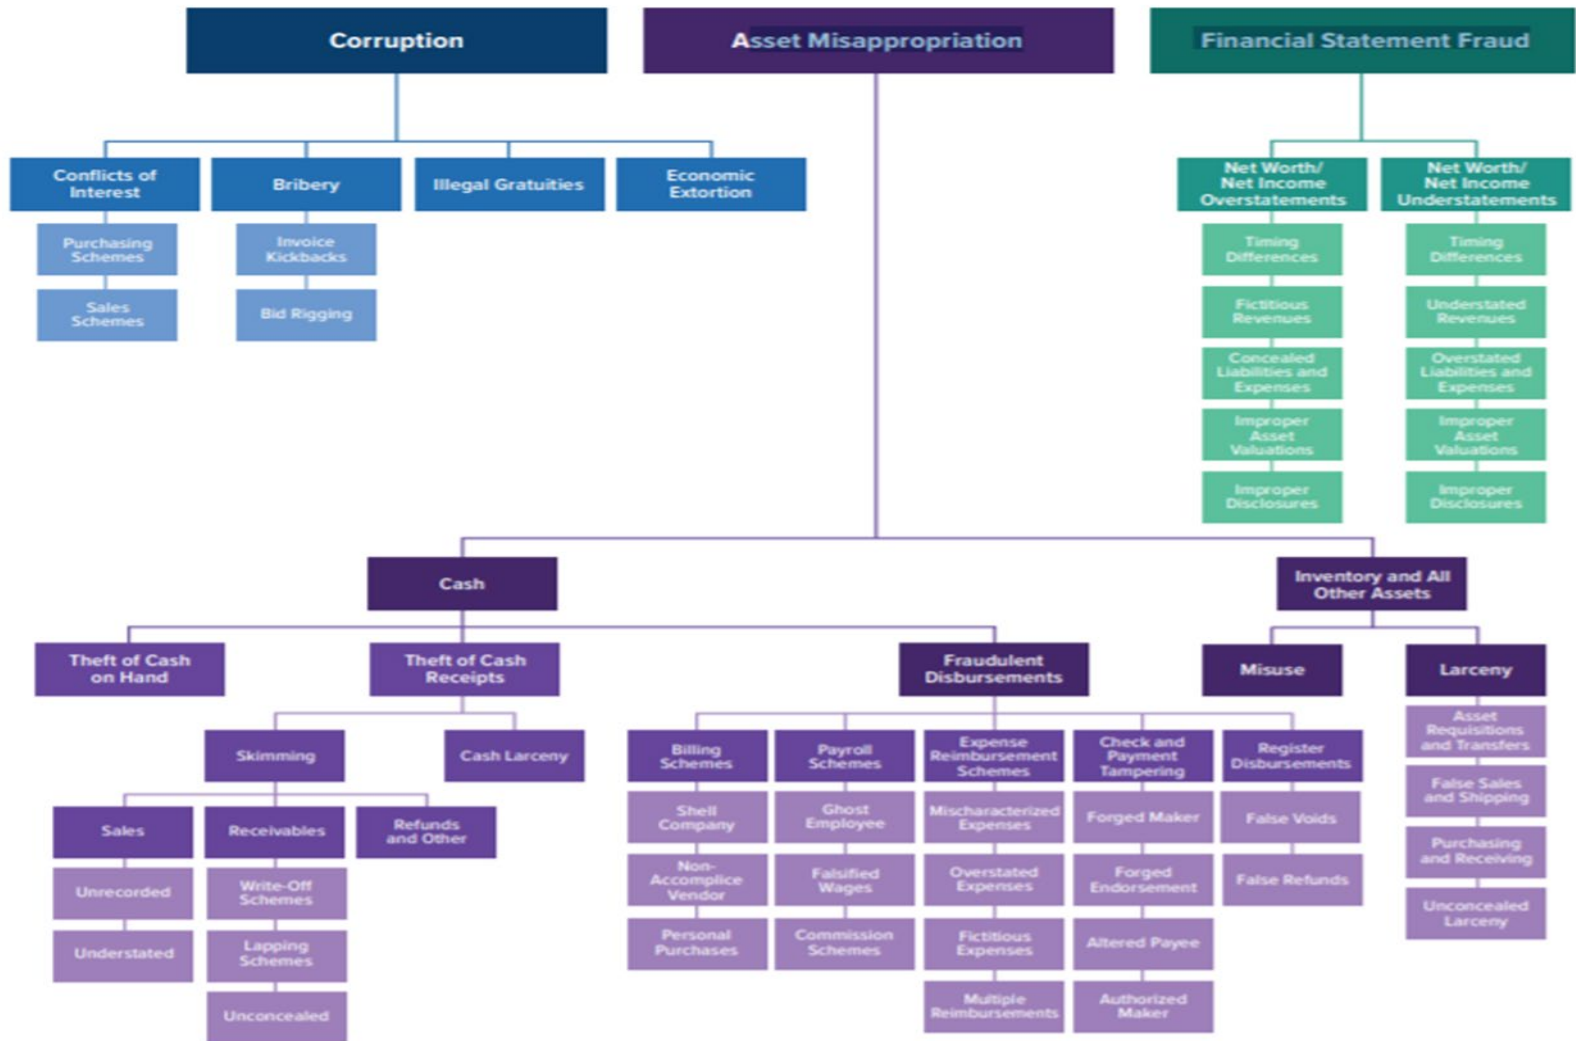 Corruption
Asset Misappropriation
Financial Statement Fraud
Conflicts of
Interest
Bribery
Illegal Gratuities
Economic
Extortion
Net Worth/
Net Income
Overstatements
Net Worth/
Net Income
Understatements
Purchasing
Schemes
Sales
Schemes
Invoice
Kickbacks
Bid Rigging
Timing
Differences
Fictitious
Revenues
Concealed
Liabilities and
Expenses
Improper
Asset
Valuations
Improper
Disclosures
Timing
Differences
Understated
Revenues
Overstated
Liabilities and
Expenses
Improper
Asset
Valuations
Improper
Disclosures
Cash
Inventory and All
Other Assets
Theft of Cash
on Hand
Theft of Cash
Receipts
Fraudulent
Disbursements
Misuse
Larceny
Skimming
Cash Larceny
Sales
Receivables
Refunds
and Other
Unrecorded
Understated
Write-Off
Schemes
Lapping
Schemes
Unconcealed
Billing
Schemes
Shell
Company
Non-
Accomplice
Vendor
Personal
Purchases
Payroll
Schemes
Ghost
Employee
Falsified
Wages
Commission
Schemes
Expense
Reimbursement
Schemes
Mischaracterized
Expenses
Overstated
Expenses
Fictitious
Expenses
Multiple
Reimbursements
Check and
Payment
Tampering
Forged Maker
Forged
Endorsement
Altered Payee
Authorized
Maker
Register
Disbursements
False Voids
False Refunds
Asset
Requisitions
and Transfers
False Sales
and Shipping
Purchasing
and Receiving
Unconcealed
Larceny